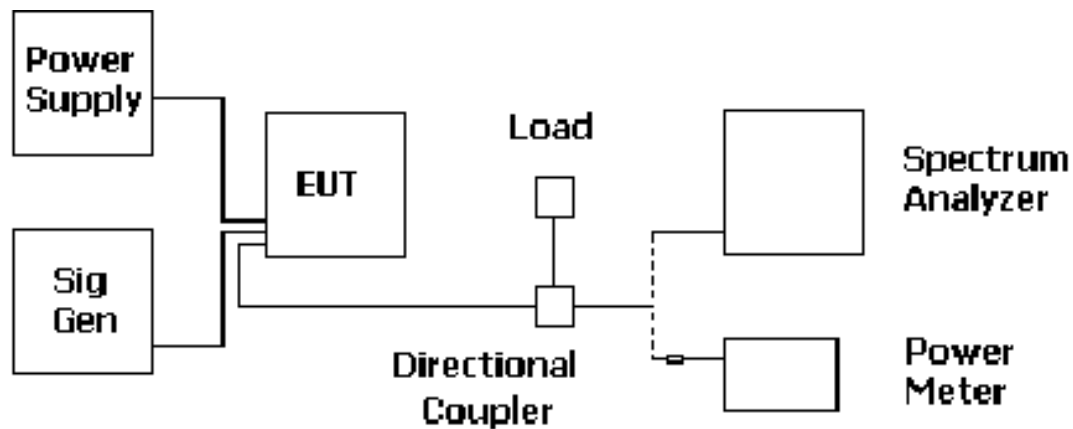 Power
Supply
EUT
Sig
Gen
Load
Directional
Coupler
Spectrum
Analyzer
Power
Meter